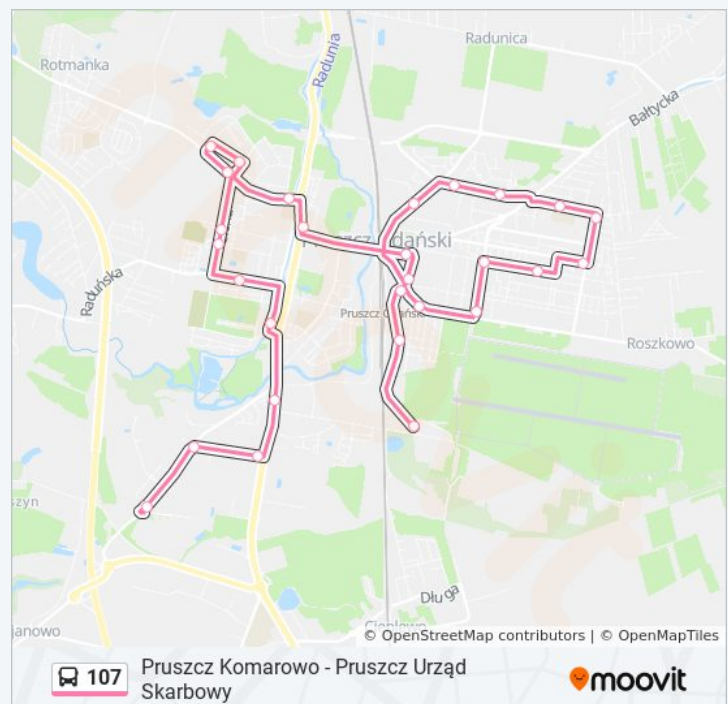 Radunica
Rotmanka
Radunia
Bałtycka
Pruszcz Gdański
Raduńska
Pruszcz Gdański
Roszkowo
Długa
Cieplewo
© OpenStreetMap contributors | © OpenMapTiles
107
Pruszcz Komarowo - Pruszcz Urząd
Skarbowy
moovit